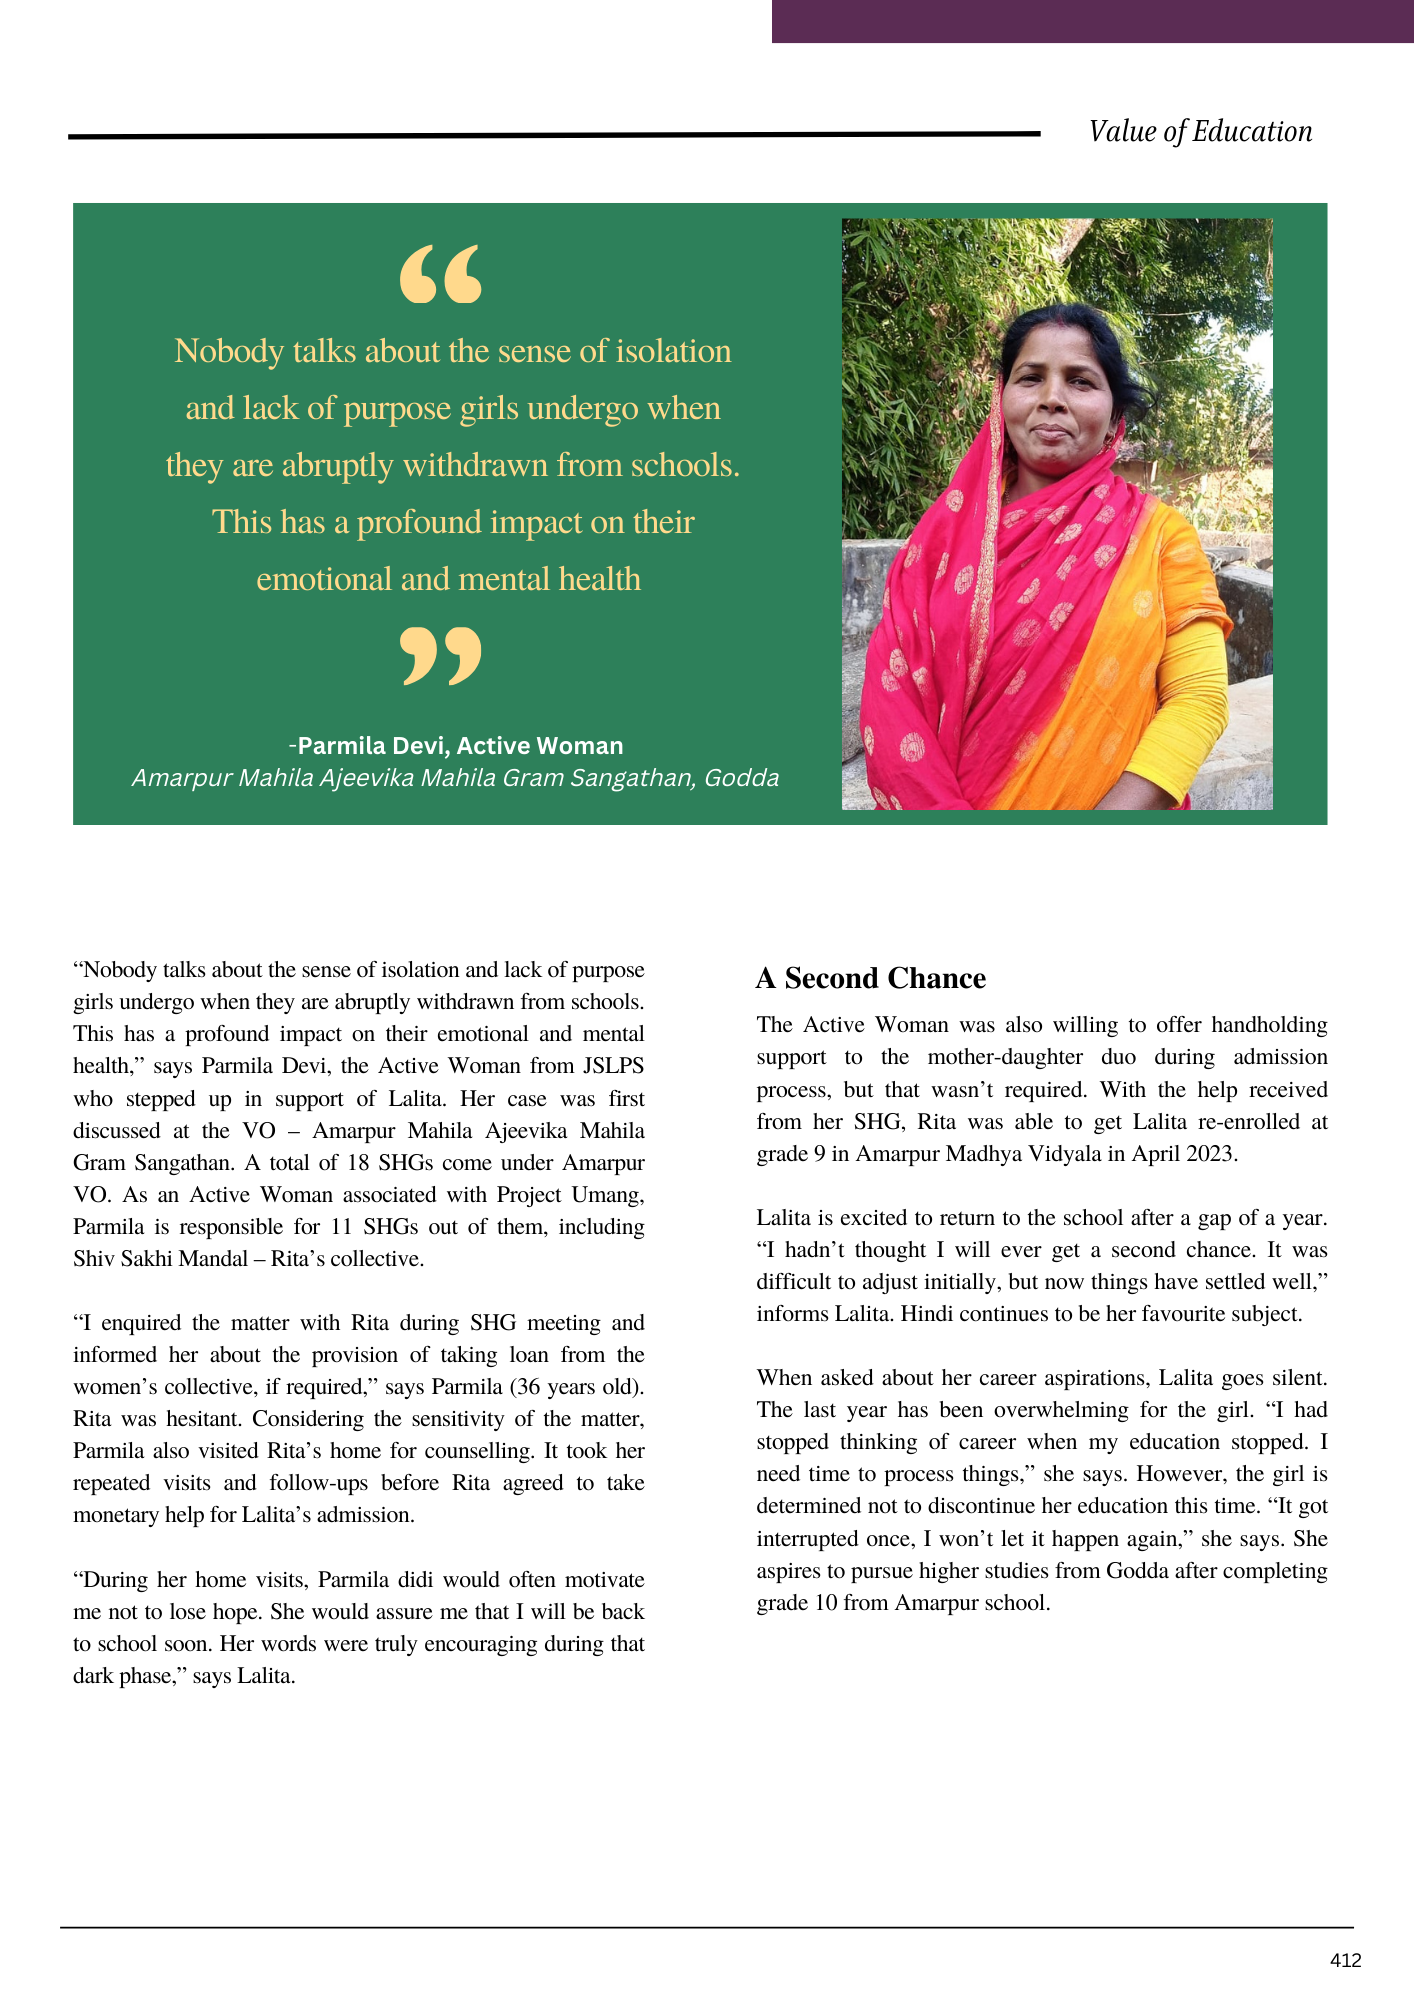 Value of Education
“
Nobody talks about the sense of isolation
and lack of purpose girls undergo when
they are abruptly withdrawn from schools.
This has a profound impact on their
emotional and mental health
”
-Parmila Devi, Active Woman
Amarpur Mahila Ajeevika Mahila Gram Sangathan, Godda
“Nobody talks about the sense of isolation and lack of purpose
girls undergo when they are abruptly withdrawn from schools.
This has a profound impact on their emotional and mental
health,” says Parmila Devi, the Active Woman from JSLPS
who stepped up in support of Lalita. Her case was first
discussed at the VO – Amarpur Mahila Ajeevika Mahila
Gram Sangathan. A total of 18 SHGs come under Amarpur
VO. As an Active Woman associated with Project Umang,
Parmila is responsible for 11 SHGs out of them, including
Shiv Sakhi Mandal – Rita’s collective.
“I enquired the matter with Rita during SHG meeting and
informed her about the provision of taking loan from the
women’s collective, if required,” says Parmila (36 years old).
Rita was hesitant. Considering the sensitivity of the matter,
Parmila also visited Rita’s home for counselling. It took her
repeated visits and follow-ups before Rita agreed to take
monetary help for Lalita’s admission.
“During her home visits, Parmila didi would often motivate
me not to lose hope. She would assure me that I will be back
to school soon. Her words were truly encouraging during that
dark phase,” says Lalita.
A Second Chance
The Active Woman was also willing to offer handholding
support to the mother-daughter duo during admission
process, but that wasn’t required. With the help received
from her SHG, Rita was able to get Lalita re-enrolled at
grade 9 in Amarpur Madhya Vidyala in April 2023.
Lalita is excited to return to the school after a gap of a year.
“I hadn’t thought I will ever get a second chance. It was
difficult to adjust initially, but now things have settled well,”
informs Lalita. Hindi continues to be her favourite subject.
When asked about her career aspirations, Lalita goes silent.
The last year has been overwhelming for the girl. “I had
stopped thinking of career when my education stopped. I
need time to process things,” she says. However, the girl is
determined not to discontinue her education this time. “It got
interrupted once, I won’t let it happen again,” she says. She
aspires to pursue higher studies from Godda after completing
grade 10 from Amarpur school.
412